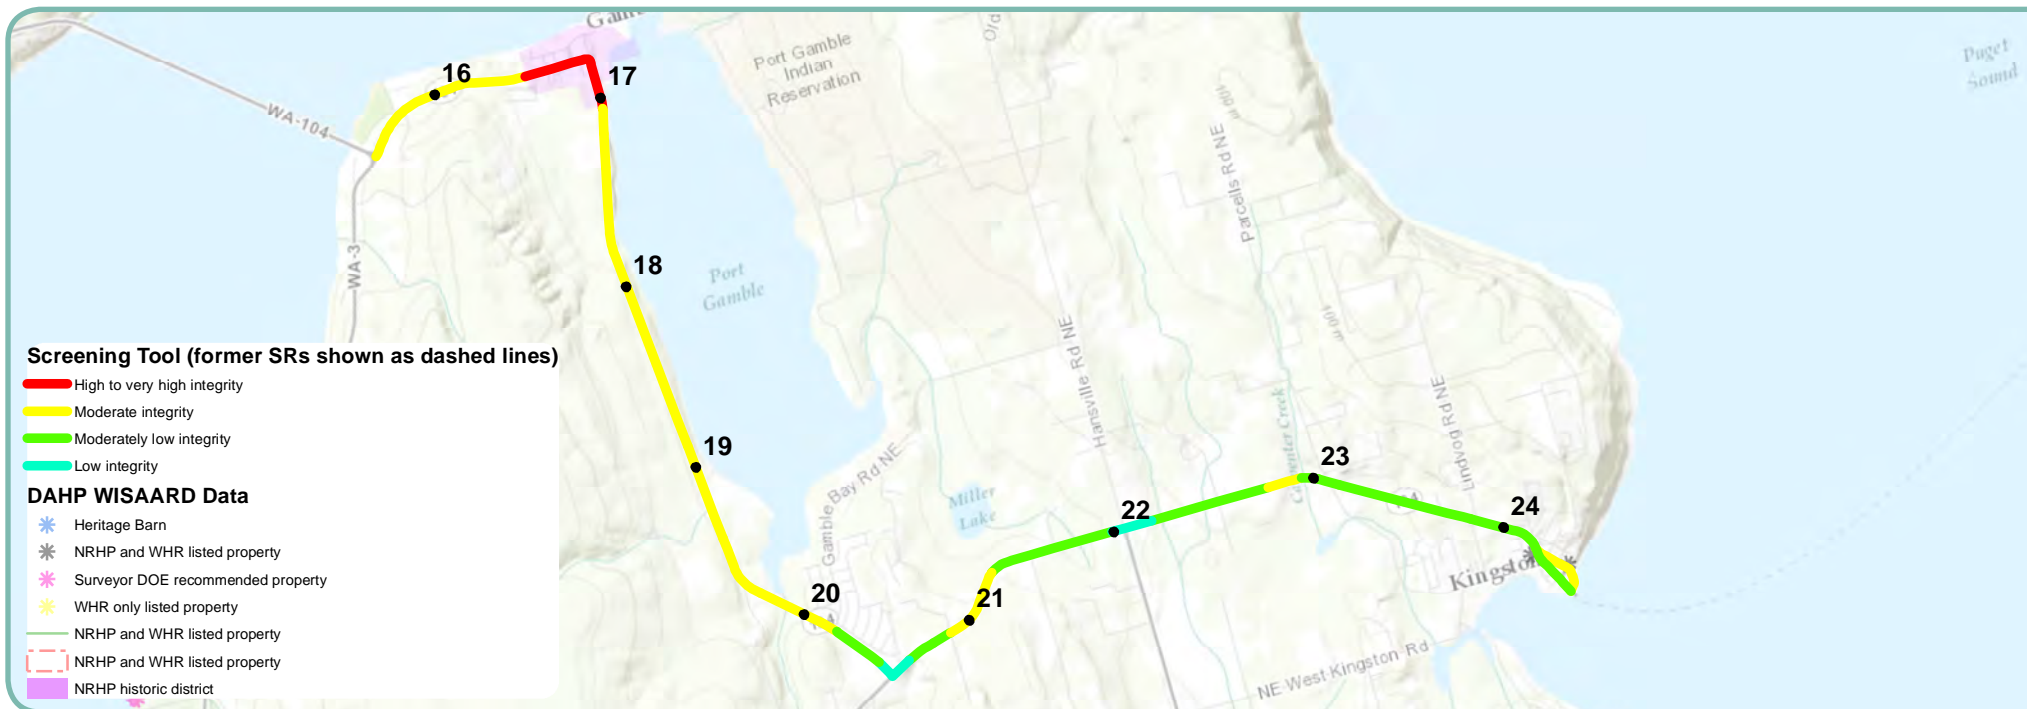 Puget
Sound
Port Gamble
Indian
Reservation
16
17
WA-104
WA-3
Parcells Rd NE
18
Port
Gamble
Hansville Rd NE
Carpenter Creek
Lindvog Rd NE
19
Gamble Bay Rd NE
Miller
Lake
20
21
22
23
24
Kingston
NE West Kingston Rd
Screening Tool (former SRs shown as dashed lines)
High to very high integrity
Moderate integrity
Moderately low integrity
Low integrity
DAHP WISAARD Data
Heritage Barn
NRHP and WHR listed property
Surveyor DOE recommended property
WHR only listed property
NRHP and WHR listed property
NRHP and WHR listed property
NRHP historic district